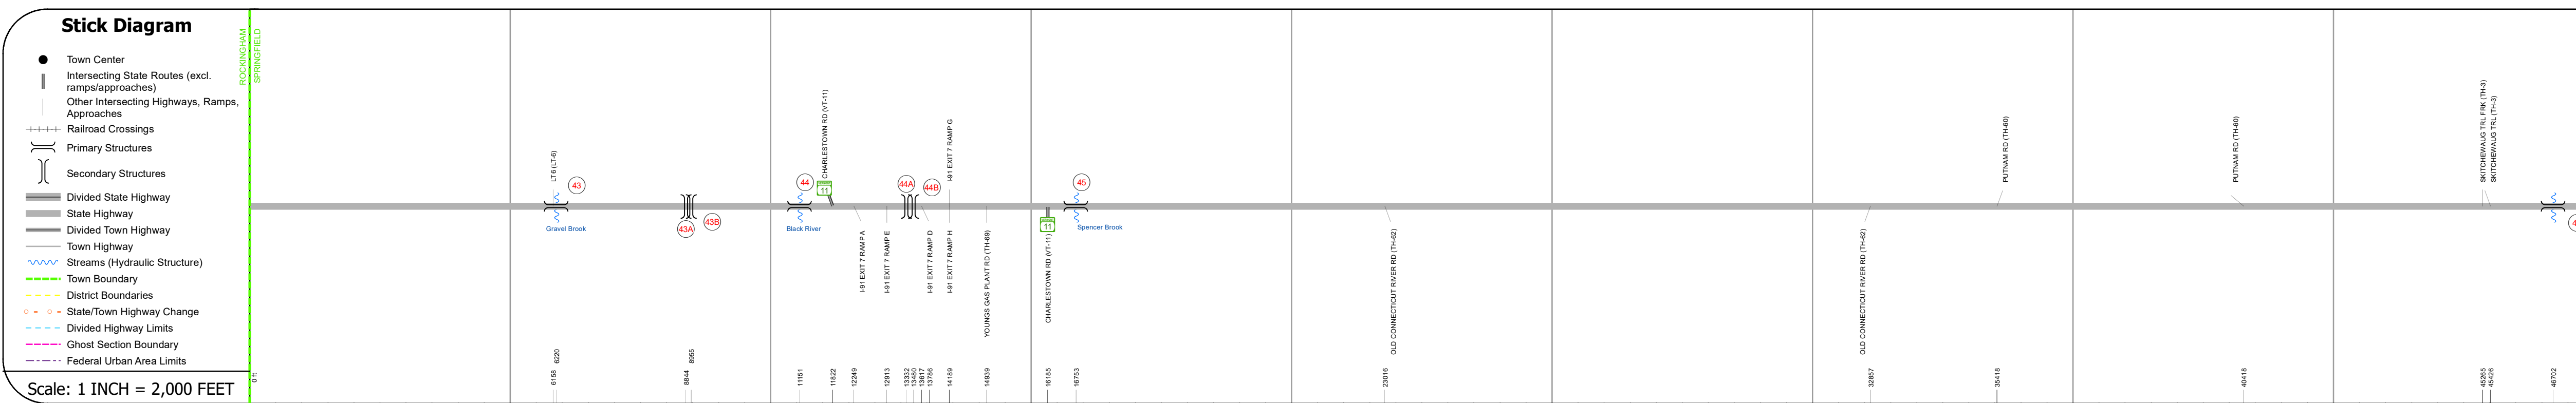 Stick Diagram
Town Center
Intersecting State Routes (excl.
ramps/approaches)
Other Intersecting Highways, Ramps,
Approaches
Railroad Crossings
Primary Structures
Secondary Structures
Divided State Highway
State Highway
Divided Town Highway
Town Highway
Streams (Hydraulic Structure)
Town Boundary
District Boundaries
State/Town Highway Change
Divided Highway Limits
Ghost Section Boundary
Federal Urban Area Limits
Scale: 1 INCH = 2,000 FEET
ROCKINGHAM
SPRINGFIELD
0 ft
LT 6 (LT-6)
43
Gravel Brook
6158
6220
43A
43B
8844
8955
44
Black River
11151
CHARLESTOWN RD (VT-11)
11
11822
I-91 EXIT 7 RAMP A
12249
I-91 EXIT 7 RAMP E
12913
44A
44B
13332
13480
13617
I-91 EXIT 7 RAMP D
13786
I-91 EXIT 7 RAMP G
I-91 EXIT 7 RAMP H
14189
YOUNGS GAS PLANT RD (TH-69)
14939
11
CHARLESTOWN RD (VT-11)
16185
45
Spencer Brook
16753
OLD CONNECTICUT RIVER RD (TH-62)
23016
OLD CONNECTICUT RIVER RD (TH-62)
32857
PUTNAM RD (TH-60)
35418
PUTNAM RD (TH-60)
40418
SKITCHEWAUG TRL FRK (TH-3)
SKITCHEWAUG TRL (TH-3)
45265
45426
46702